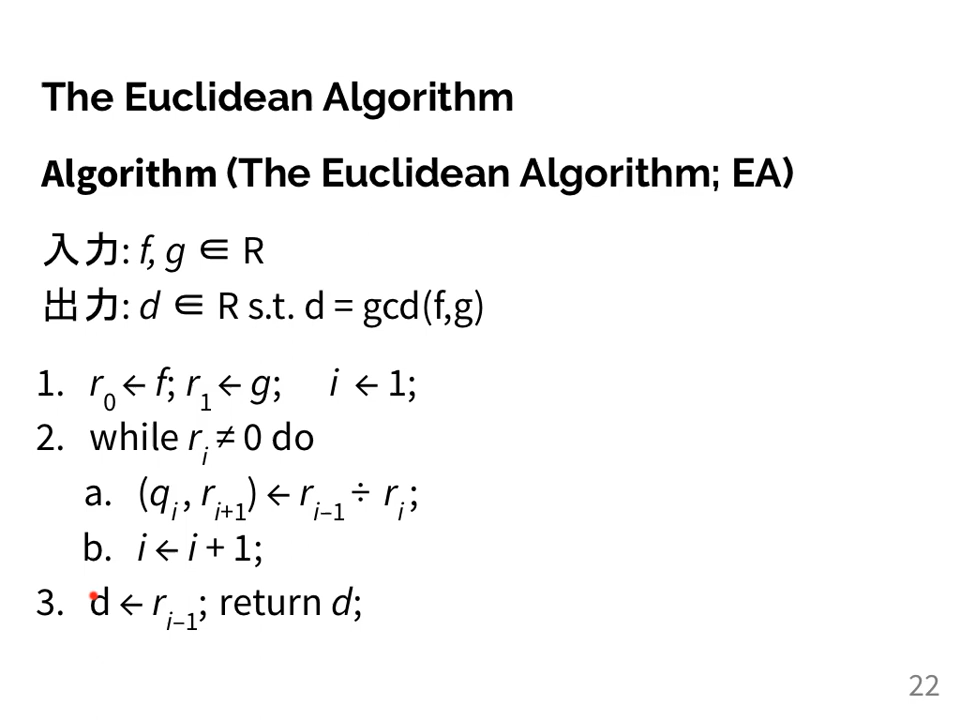 The Euclidean Algorithm
Algorithm (The Euclidean Algorithm; EA)
入力: f, g ∈ R
出力: d ∈ R s.t. d = gcd(f,g)
1. r₀ ← f; r₁ ← g; i ← 1;
2. while rᵢ ≠ 0 do
a. (qᵢ, rᵢ₊₁) ← rᵢ₋₁ ÷ rᵢ;
b. i ← i + 1;
3. d ← rᵢ₋₁; return d;
22